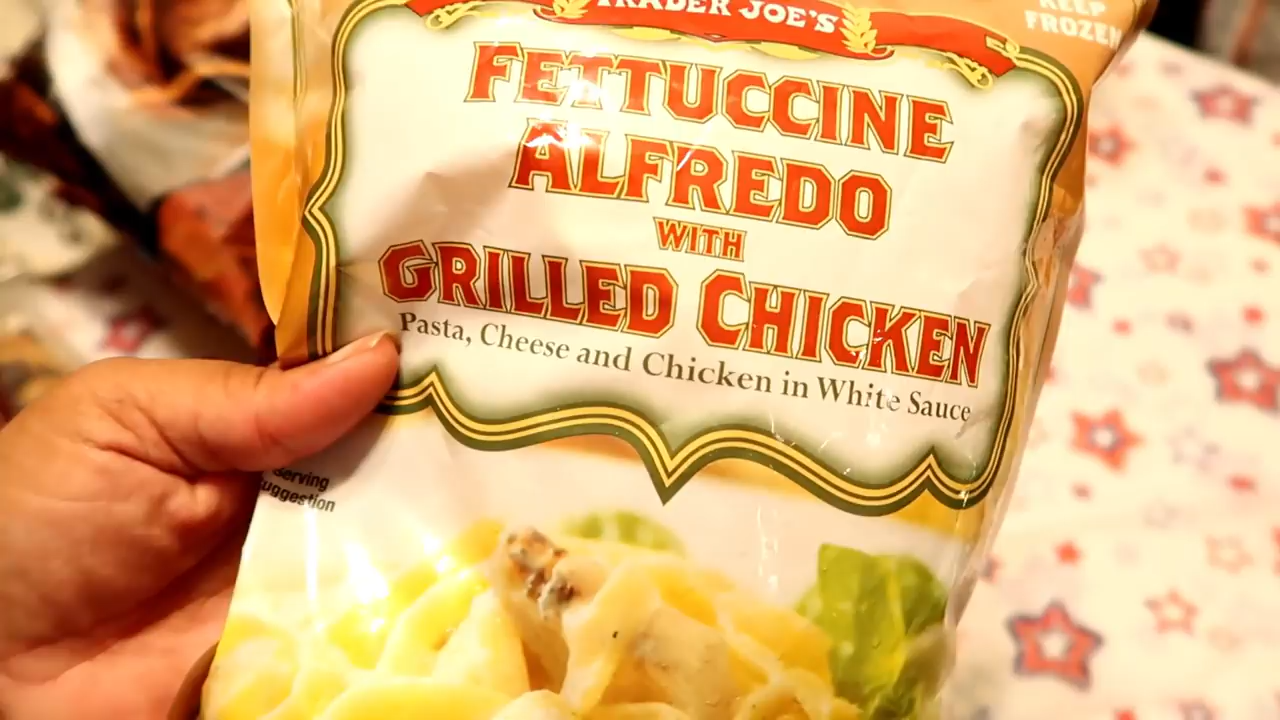 TRADER JOE'S
KEEP
FROZEN
FETTUCCINE
ALFREDO
WITH
GRILLED CHICKEN
Pasta, Cheese and Chicken in White Sauce
Serving
Suggestion